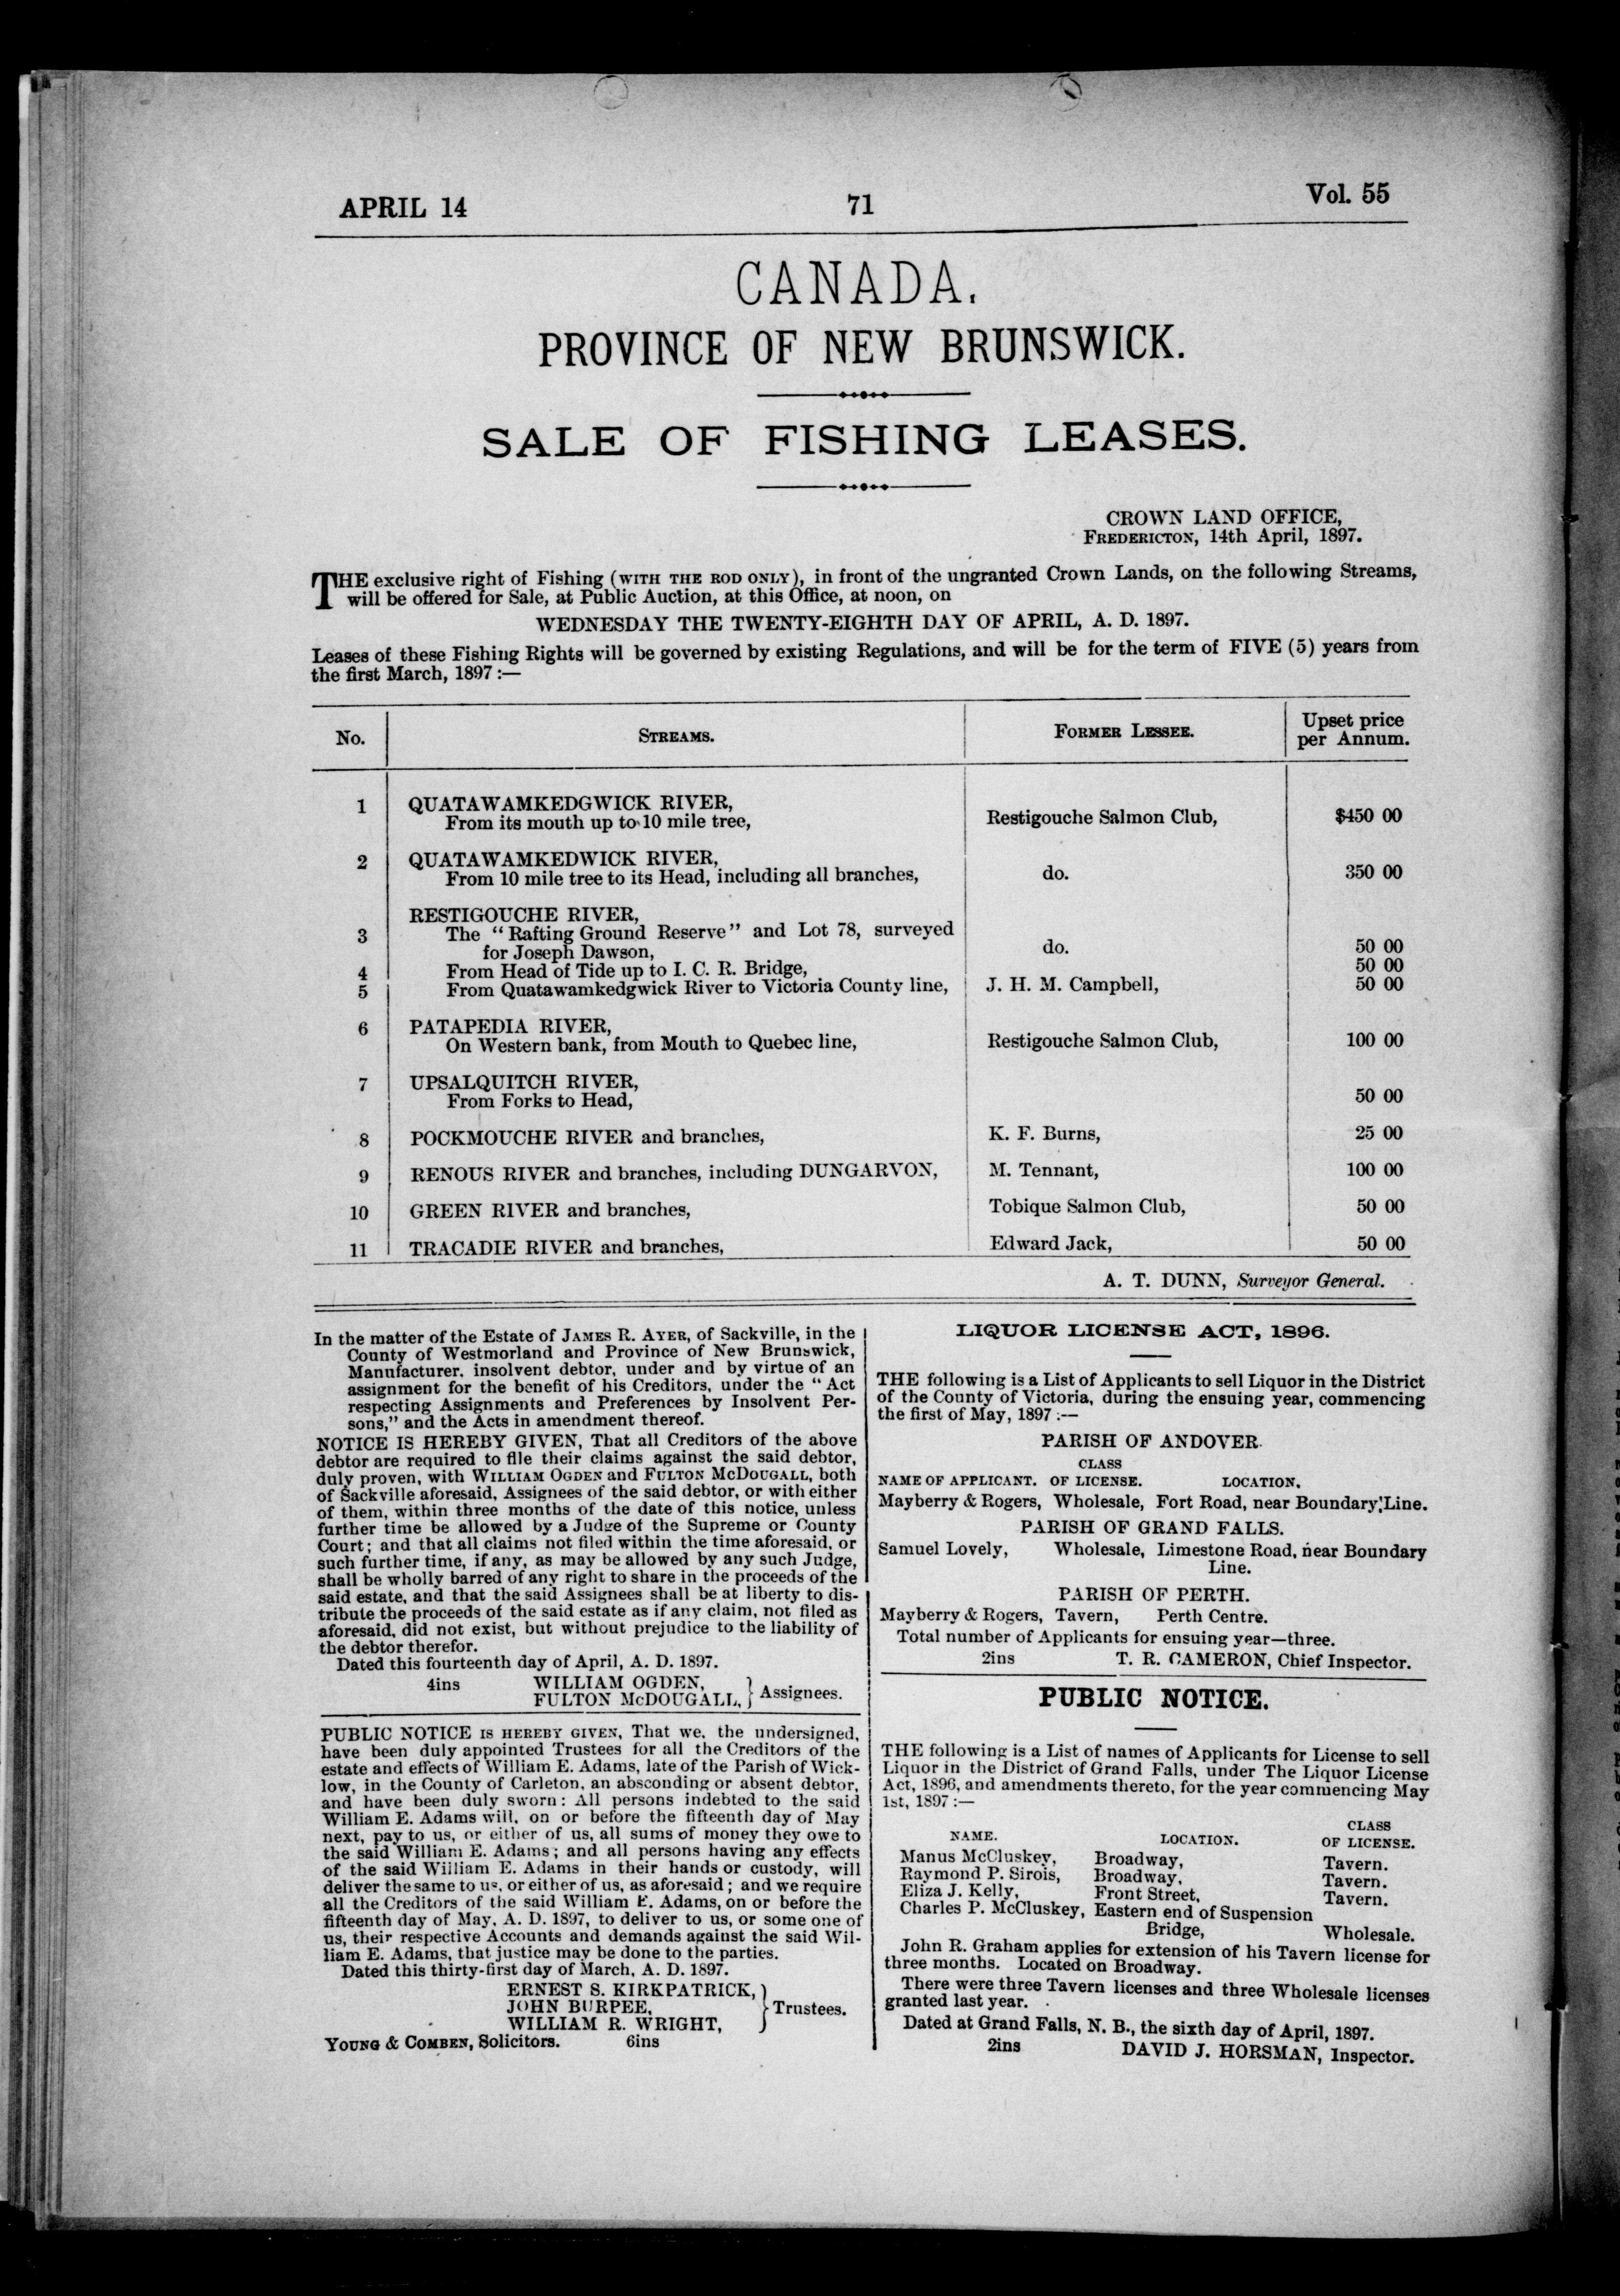 APRIL 14 71 Vol. 55
CANADA.
PROVINCE OF NEW BRUNSWICK.
SALE OF FISHING LEASES.
CROWN LAND OFFICE,
FREDERICTON, 14th April, 1897.
THE exclusive right of Fishing (WITH THE ROD ONLY), in front of the ungranted Crown Lands, on the following Streams,
will be offered for Sale, at Public Auction, at this Office, at noon, on
WEDNESDAY THE TWENTY-EIGHTH DAY OF APRIL, A. D. 1897.
Leases of these Fishing Rights will be governed by existing Regulations, and will be for the term of FIVE (5) years from
the first March, 1897 :—
No. STREAMS. FORMER LESSEE. Upset price
per Annum.
1 QUATAWAMKEDGWICK RIVER,
From its mouth up to 10 mile tree, Restigouche Salmon Club, $450 00
2 QUATAWAMKEDWICK RIVER,
From 10 mile tree to its Head, including all branches, do. 350 00
RESTIGOUCHE RIVER,
3 The "Rafting Ground Reserve" and Lot 78, surveyed
for Joseph Dawson, do. 50 00
4 From Head of Tide up to I. C. R. Bridge, 50 00
5 From Quatawamkedgwick River to Victoria County line, J. H. M. Campbell, 50 00
6 PATAPEDIA RIVER,
On Western bank, from Mouth to Quebec line, Restigouche Salmon Club, 100 00
7 UPSALQUITCH RIVER,
From Forks to Head, 50 00
8 POCKMOUCHE RIVER and branches, K. F. Burns, 25 00
9 RENOUS RIVER and branches, including DUNGARVON, M. Tennant, 100 00
10 GREEN RIVER and branches, Tobique Salmon Club, 50 00
11 TRACADIE RIVER and branches, Edward Jack, 50 00
A. T. DUNN, Surveyor General.
In the matter of the Estate of JAMES R. AYER, of Sackville, in the
County of Westmorland and Province of New Brunswick,
Manufacturer, insolvent debtor, under and by virtue of an
assignment for the benefit of his Creditors, under the "Act
respecting Assignments and Preferences by Insolvent Per-
sons," and the Acts in amendment thereof.
NOTICE IS HEREBY GIVEN, That all Creditors of the above
debtor are required to file their claims against the said debtor,
duly proven, with WILLIAM OGDEN and FULTON MCDOUGALL, both
of Sackville aforesaid, Assignees of the said debtor, or with either
of them, within three months of the date of this notice, unless
further time be allowed by a Judge of the Supreme or County
Court; and that all claims not filed within the time aforesaid, or
such further time, if any, as may be allowed by any such Judge,
shall be wholly barred of any right to share in the proceeds of the
said estate, and that the said Assignees shall be at liberty to dis-
tribute the proceeds of the said estate as if any claim, not filed as
aforesaid, did not exist, but without prejudice to the liability of
the debtor therefor.
Dated this fourteenth day of April, A. D. 1897.
4ins WILLIAM OGDEN,
FULTON McDOUGALL, } Assignees.
PUBLIC NOTICE IS HEREBY GIVEN, That we, the undersigned,
have been duly appointed Trustees for all the Creditors of the
estate and effects of William E. Adams, late of the Parish of Wick-
low, in the County of Carleton, an absconding or absent debtor,
and have been duly sworn: All persons indebted to the said
William E. Adams will, on or before the fifteenth day of May
next, pay to us, or either of us, all sums of money they owe to
the said William E. Adams; and all persons having any effects
of the said William E. Adams in their hands or custody, will
deliver the same to us, or either of us, as aforesaid; and we require
all the Creditors of the said William E. Adams, on or before the
fifteenth day of May, A. D. 1897, to deliver to us, or some one of
us, their respective Accounts and demands against the said Wil-
liam E. Adams, that justice may be done to the parties.
Dated this thirty-first day of March, A. D. 1897.
ERNEST S. KIRKPATRICK,
JOHN BURPEE, } Trustees.
WILLIAM R. WRIGHT,
YOUNG & COMBEN, Solicitors. 6ins
LIQUOR LICENSE ACT, 1896.
THE following is a List of Applicants to sell Liquor in the District
of the County of Victoria, during the ensuing year, commencing
the first of May, 1897 :—
PARISH OF ANDOVER.
CLASS
NAME OF APPLICANT. OF LICENSE. LOCATION.
Mayberry & Rogers, Wholesale, Fort Road, near Boundary Line.
PARISH OF GRAND FALLS.
Samuel Lovely, Wholesale, Limestone Road, near Boundary
Line.
PARISH OF PERTH.
Mayberry & Rogers, Tavern, Perth Centre.
Total number of Applicants for ensuing year—three.
2ins T. R. CAMERON, Chief Inspector.
PUBLIC NOTICE.
THE following is a List of names of Applicants for License to sell
Liquor in the District of Grand Falls, under The Liquor License
Act, 1896, and amendments thereto, for the year commencing May
1st, 1897 :—
CLASS
NAME. LOCATION. OF LICENSE.
Manus McCluskey, Broadway, Tavern.
Raymond P. Sirois, Broadway, Tavern.
Eliza J. Kelly, Front Street, Tavern.
Charles P. McCluskey, Eastern end of Suspension
Bridge, Wholesale.
John R. Graham applies for extension of his Tavern license for
three months. Located on Broadway.
There were three Tavern licenses and three Wholesale licenses
granted last year.
Dated at Grand Falls, N. B., the sixth day of April, 1897.
2ins DAVID J. HORSMAN, Inspector.